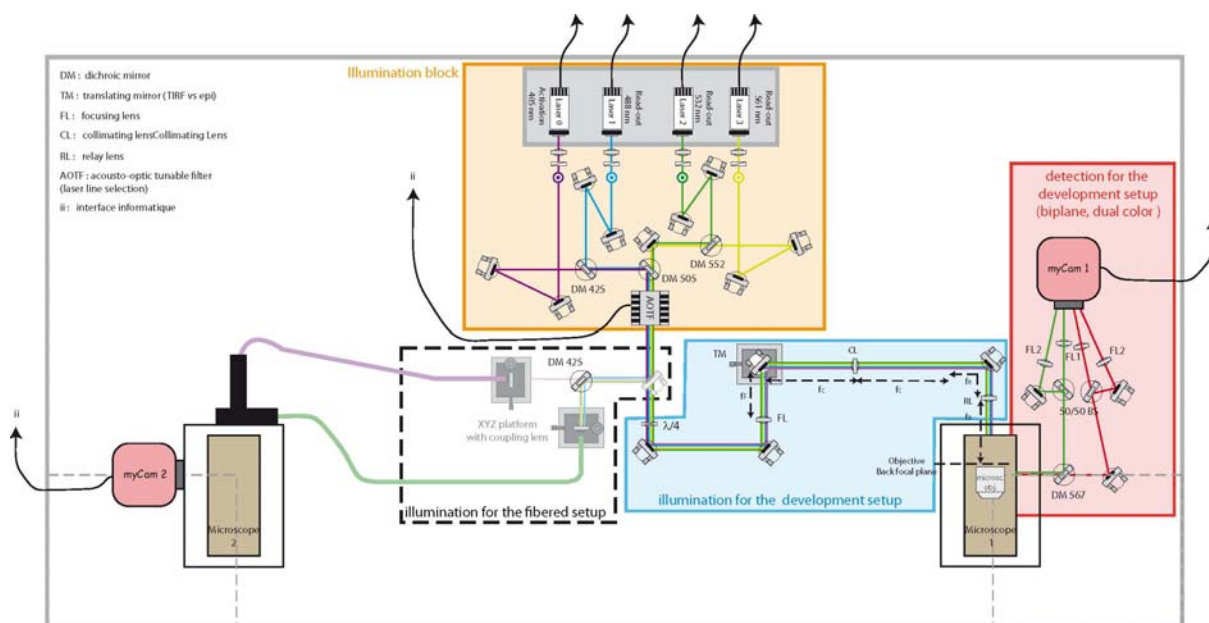 DM : dichroic mirror
TM : translating mirror (TIRF vs epi)
FL : focusing lens
CL : collimating lensCollimating Lens
RL : relay lens
AOTF : acousto-optic tunable filter
(laser line selection)
ii : interface informatique
Illumination block
Activation
405 nm
Laser 0
Read-out
488 nm
Laser 1
Read-out
532 nm
Laser 2
Read-out
561 nm
Laser 3
DM 425
DM 505
DM 552
AOTF
ii
detection for the
development setup
(biplane, dual color )
myCam 1
FL2
FL1
FL2
50/50 BS
DM 567
DM 425
XYZ platform
with coupling lens
illumination for the fibered setup
TM
CL
fc
fc
FL
λ/4
RL
Objective
Back focal plane
illumination for the development setup
microsc.
obj.
Microscope
1
ii
myCam 2
Microscope
2